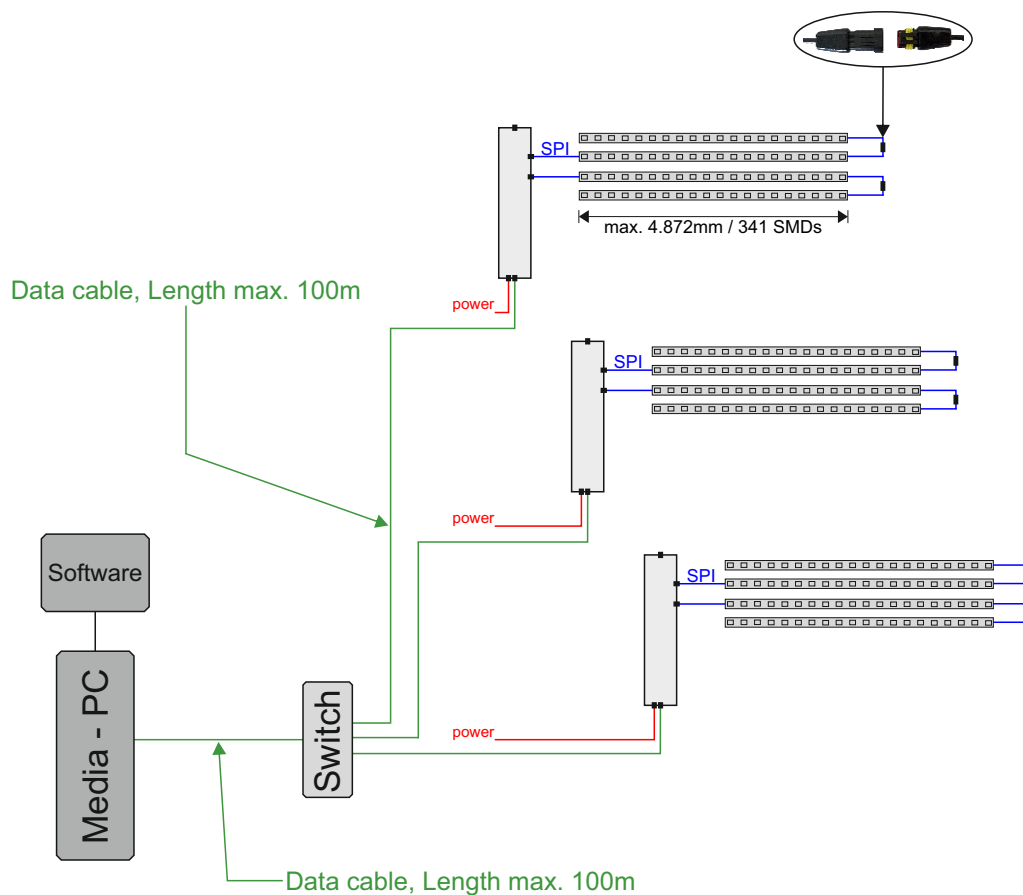 SPI
max. 4.872mm / 341 SMDs
Data cable, Length max. 100m
power
SPI
power
Software
SPI
Media - PC
Switch
power
Data cable, Length max. 100m